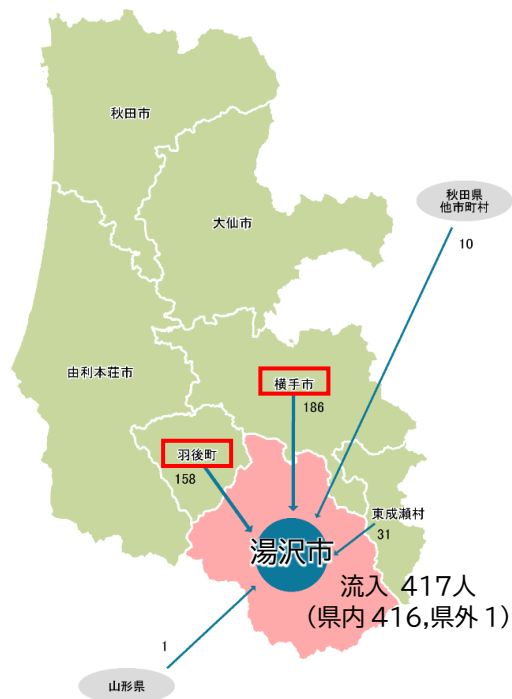 秋田市
秋田県
他市町村
大仙市
10
由利本荘市
横手市
186
羽後町
158
東成瀬村
31
湯沢市
流入 417人
(県内 416,県外 1)
1
山形県